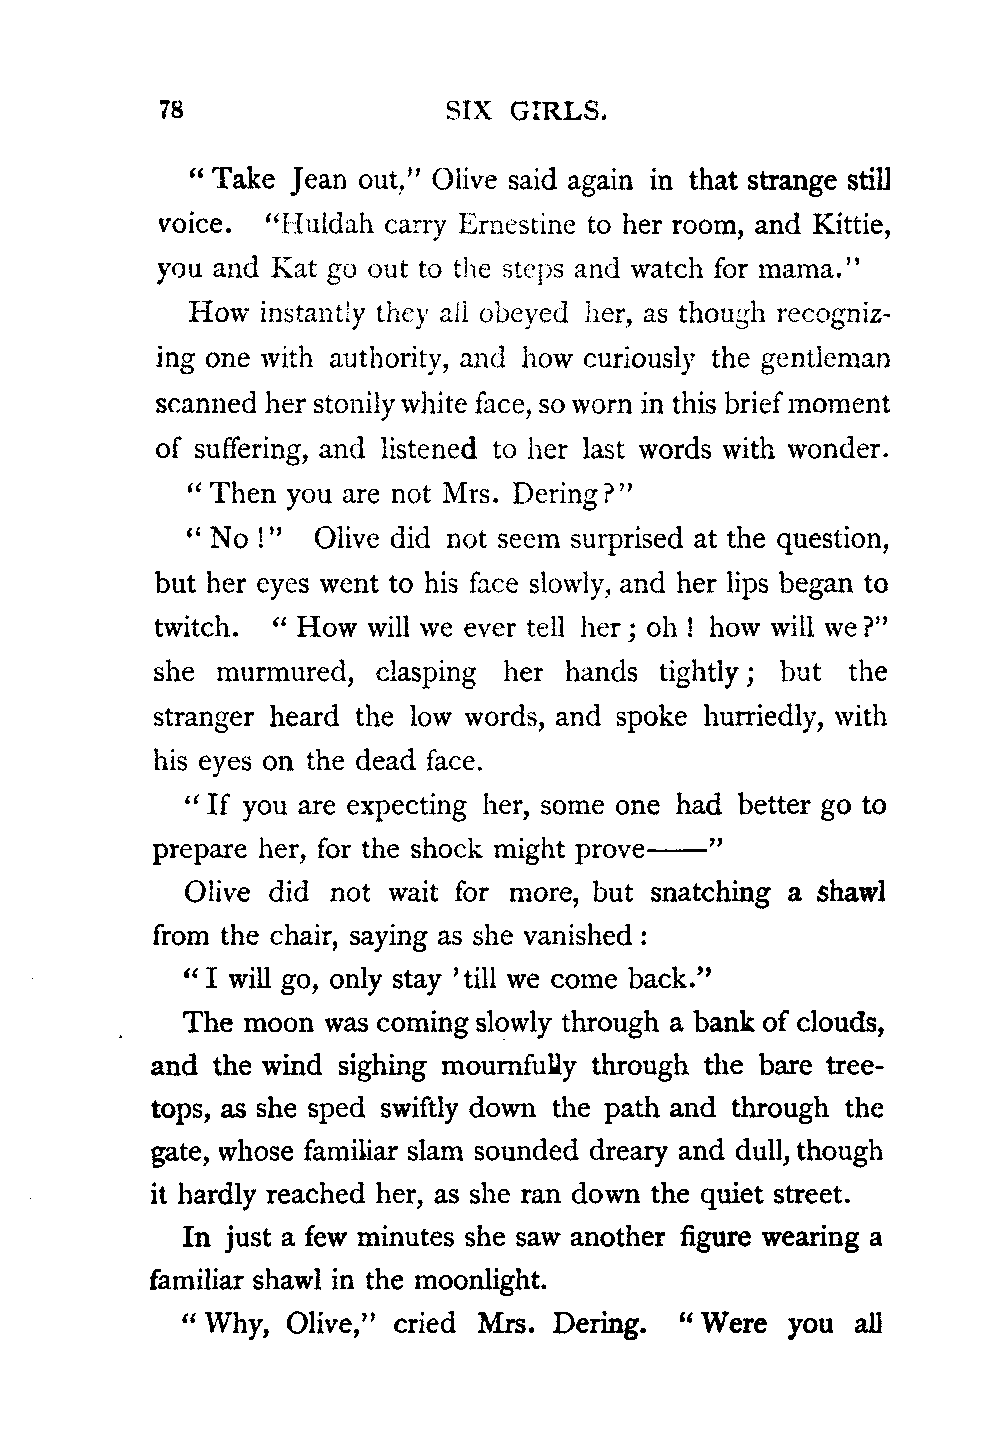 78 SIX GIRLS.
" Take Jean out," Olive said again in that strange still
voice. "Huldah carry Ernestine to her room, and Kittie,
you and Kat go out to the steps and watch for mama."
How instantly they all obeyed her, as though recogniz-
ing one with authority, and how curiously the gentleman
scanned her stonily white face, so worn in this brief moment
of suffering, and listened to her last words with wonder.
" Then you are not Mrs. Dering?"
" No !" Olive did not seem surprised at the question,
but her eyes went to his face slowly, and her lips began to
twitch. " How will we ever tell her ; oh ! how will we ?"
she murmured, clasping her hands tightly ; but the
stranger heard the low words, and spoke hurriedly, with
his eyes on the dead face.
" If you are expecting her, some one had better go to
prepare her, for the shock might prove——"
Olive did not wait for more, but snatching a shawl
from the chair, saying as she vanished :
" I will go, only stay 'till we come back."
The moon was coming slowly through a bank of clouds,
and the wind sighing mournfully through the bare tree-
tops, as she sped swiftly down the path and through the
gate, whose familiar slam sounded dreary and dull, though
it hardly reached her, as she ran down the quiet street.
In just a few minutes she saw another figure wearing a
familiar shawl in the moonlight.
" Why, Olive," cried Mrs. Dering. " Were you all